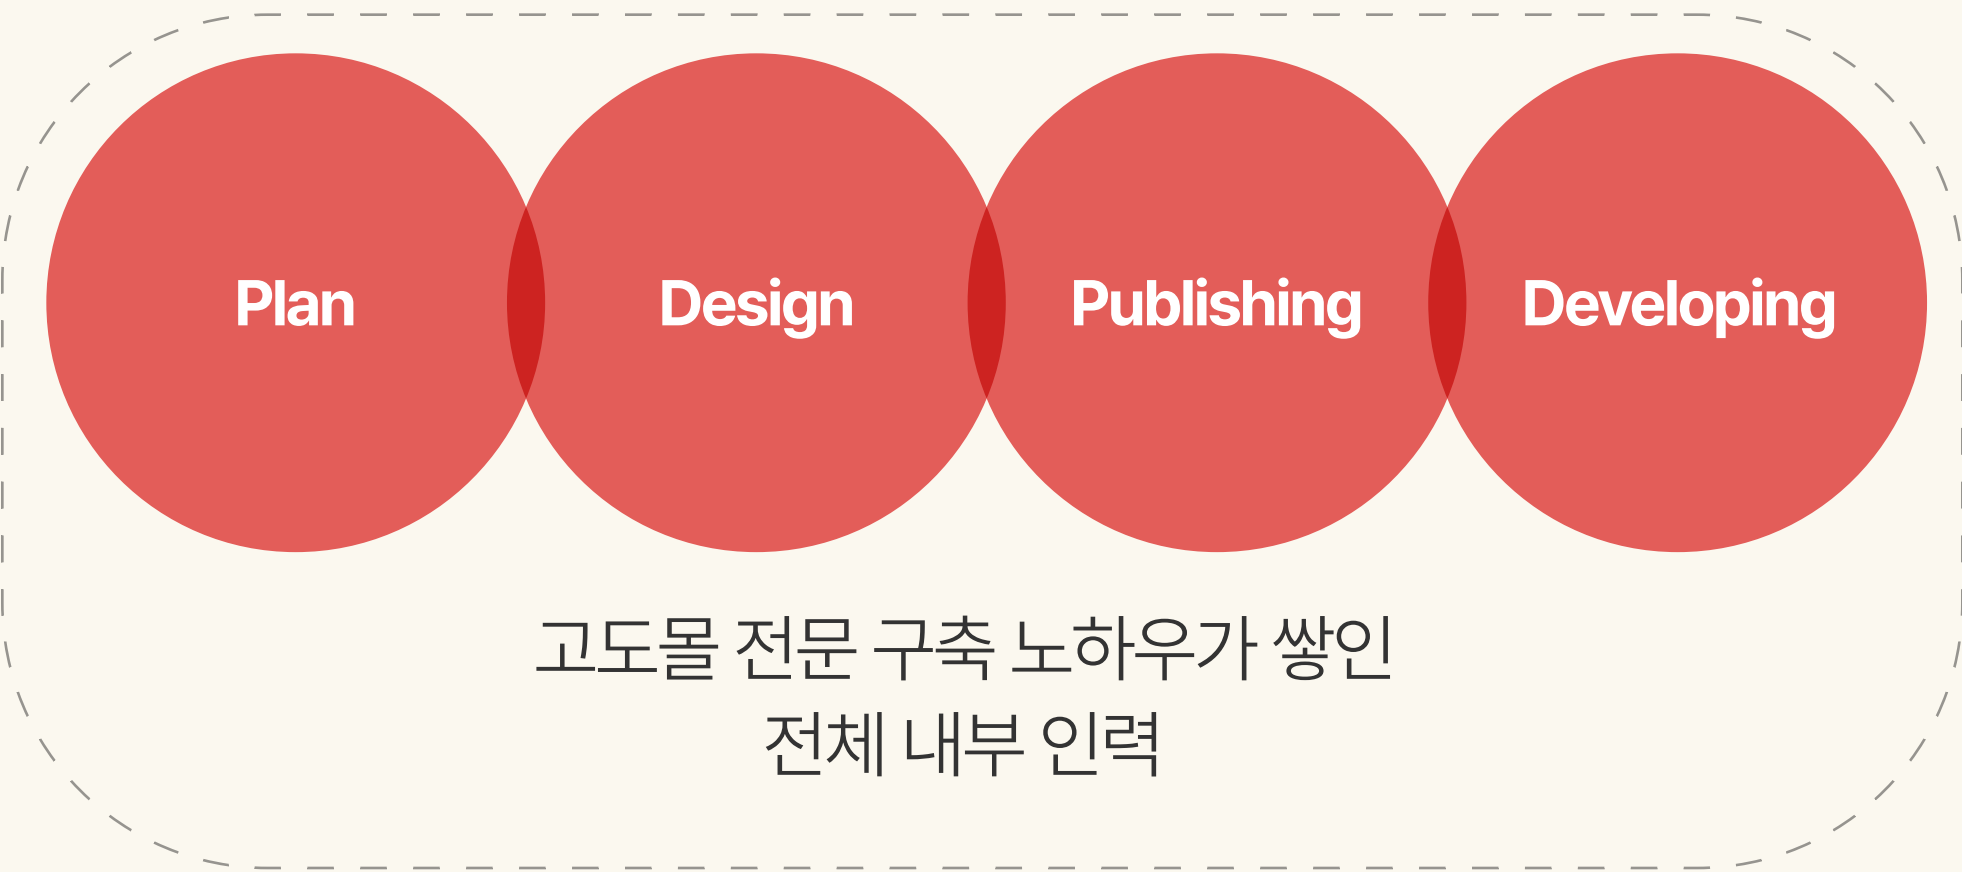 Plan
Design
Publishing
Developing
고도몰 전문 구축 노하우가 쌓인
전체 내부 인력